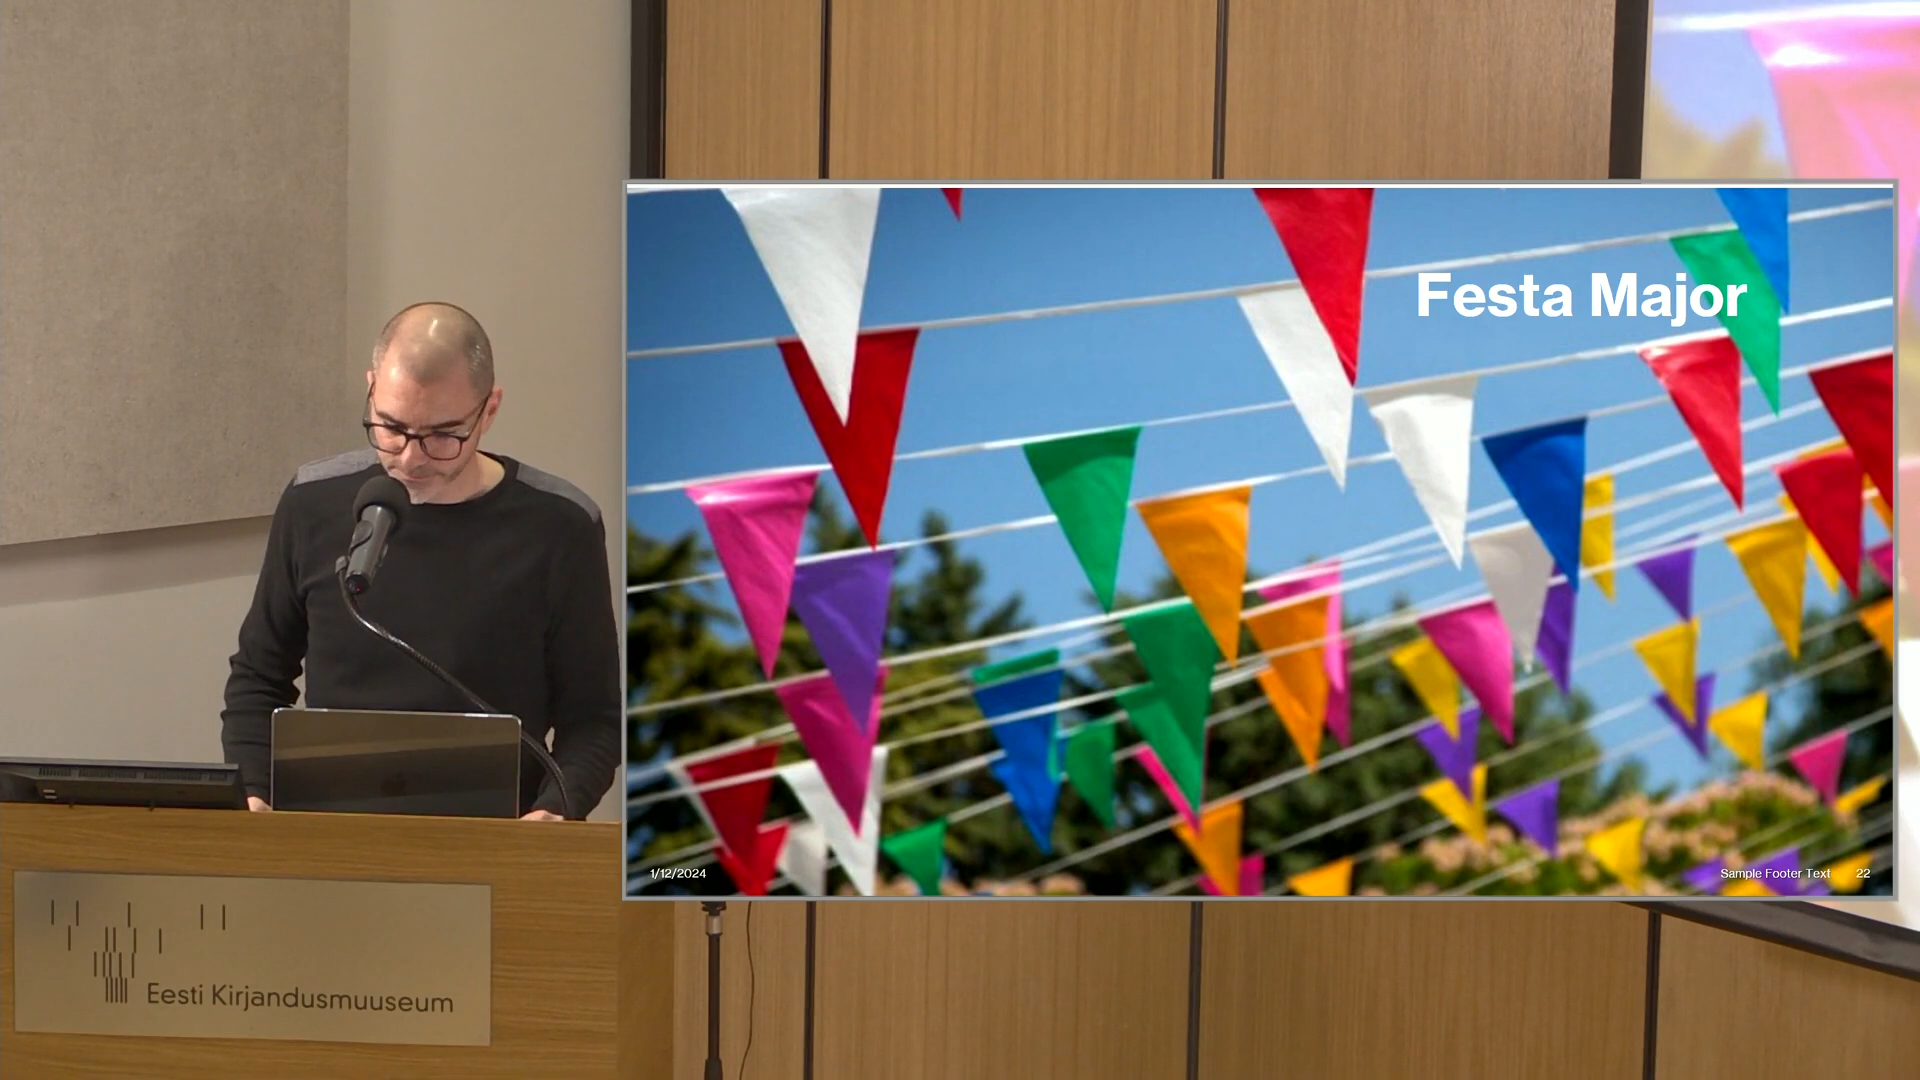 Festa Major
1/12/2024
Sample Footer Text
22
Eesti Kirjandusmuuseum